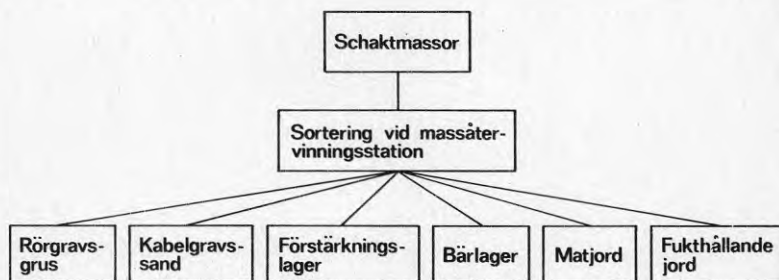 Schaktmassor
Sortering vid massåter-
vinningsstation
Rörgravs-
grus
Kabelgravs-
sand
Förstärknings-
lager
Bärlager
Matjord
Fukthållande
jord